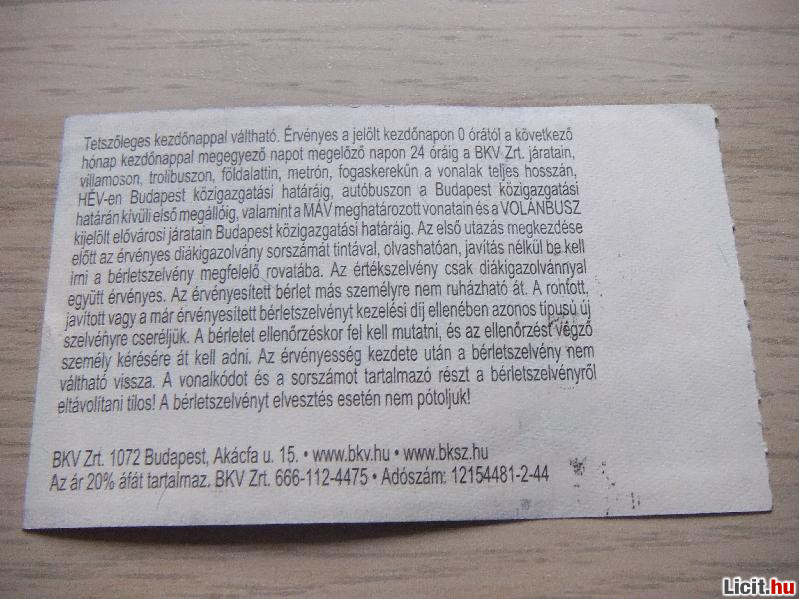 Tetszőleges kezdőnappal váltható. Érvényes a jelölt kezdőnapon 0 órától a következő
hónap kezdőnappal megegyező napot megelőző napon 24 óráig a BKV Zrt. járatain,
villamoson, trolibuszon, földalattin, metrón, fogaskerekűn a vonalak teljes hosszán,
HÉV-en Budapest közigazgatási határáig, autóbuszon a Budapest közigazgatási
határán kívüli első megállóig, valamint a MÁV meghatározott vonatain és a VOLÁNBUSZ
kijelölt elővárosi járatain Budapest közigazgatási határáig. Az első utazás megkezdése
előtt az érvényes diákigazolvány sorszámát tintával, olvashatóan, javítás nélkül be kell
írni a bérletszelvény megfelelő rovatába. Az értékszelvény csak diákigazolvánnyal
együtt érvényes. Az érvényesített bérlet más személyre nem ruházható át. A rontott,
javított vagy a már érvényesített bérletszelvényt kezelési díj ellenében azonos típusú új
szelvényre cseréljük. A bérletet ellenőrzéskor fel kell mutatni, és az ellenőrzést végző
személy kérésére át kell adni. Az érvényesség kezdete után a bérletszelvény nem
váltható vissza. A vonalkódot és a sorszámot tartalmazó részt a bérletszelvényről
eltávolítani tilos! A bérletszelvényt elvesztés esetén nem pótoljuk!
BKV Zrt. 1072 Budapest, Akácfa u. 15. • www.bkv.hu • www.bksz.hu
Az ár 20% áfát tartalmaz. BKV Zrt. 666-112-4475 • Adószám: 12154481-2-44
Licit.hu